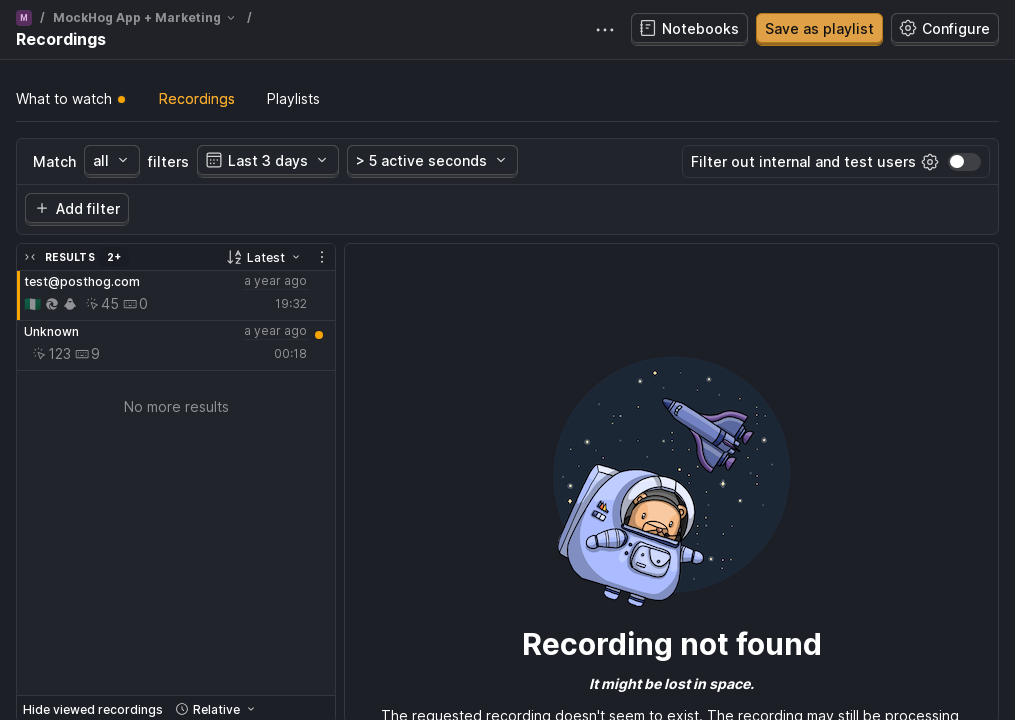 M / MockHog App + Marketing /
Recordings
Notebooks
Save as playlist
Configure
What to watch
Recordings
Playlists
Match all filters Last 3 days > 5 active seconds
Filter out internal and test users
Add filter
RESULTS 2+
Latest
test@posthog.com a year ago
45 0 19:32
Unknown a year ago
123 9 00:18
No more results
Hide viewed recordings Relative
Recording not found
It might be lost in space.
The requested recording doesn't seem to exist. The recording may still be processing,